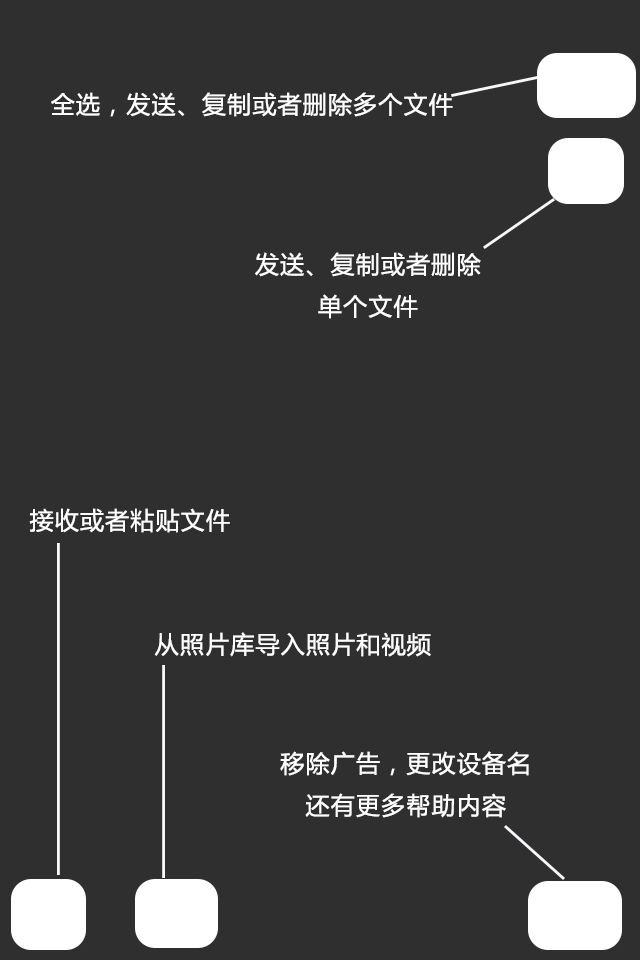 全选，发送、复制或者删除多个文件
发送、复制或者删除
单个文件
接收或者粘贴文件
从照片库导入照片和视频
移除广告，更改设备名
还有更多帮助内容